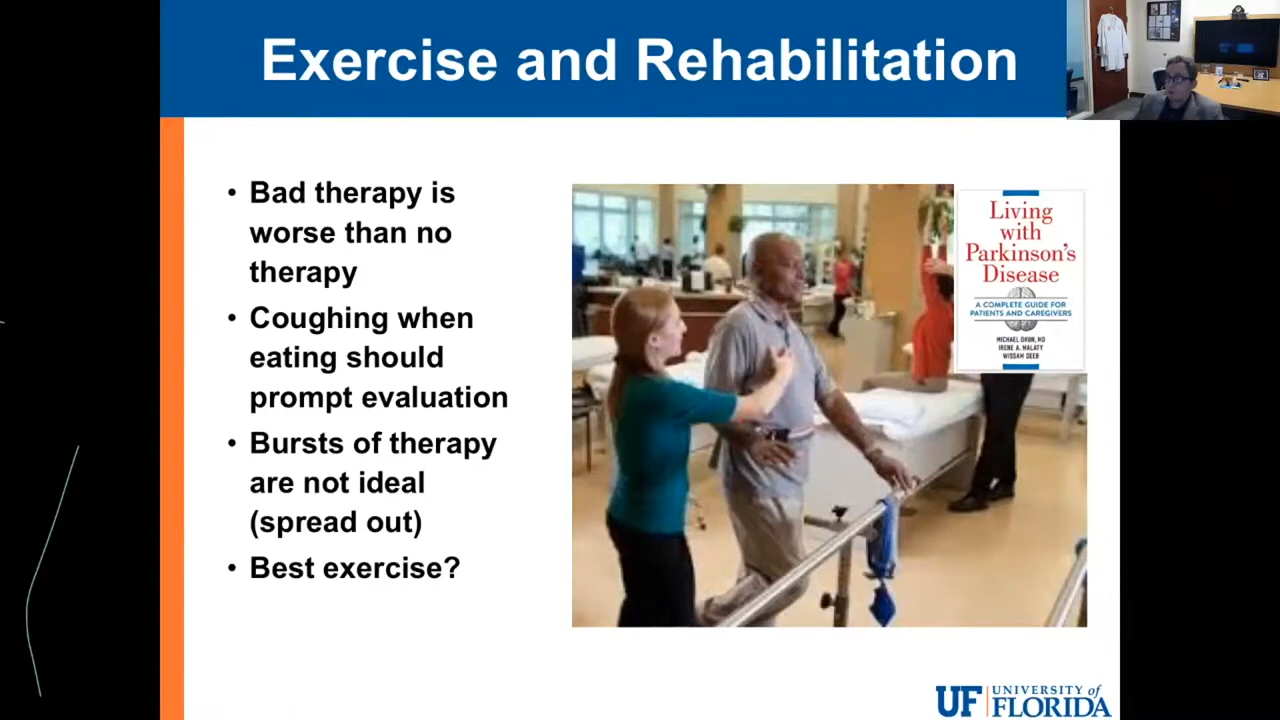 Exercise and Rehabilitation
• Bad therapy is
worse than no
therapy
• Coughing when
eating should
prompt evaluation
• Bursts of therapy
are not ideal
(spread out)
• Best exercise?
Living
with
Parkinson's
Disease
A COMPLETE GUIDE FOR
PATIENTS AND CAREGIVERS
MICHAEL OKUN, MD
IRENE A. MALATY
WISSAM DEEB
UF UNIVERSITY of
FLORIDA